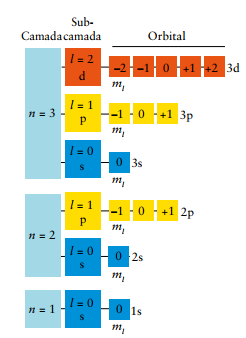 Sub-
Camada camada Orbital
l = 2
d
-2 -1 0 +1 +2 3d
m_l
n = 3
l = 1
p
-1 0 +1 3p
m_l
l = 0
s
0 3s
m_l
n = 2
l = 1
p
-1 0 +1 2p
m_l
l = 0
s
0 2s
m_l
n = 1
l = 0
s
0 1s
m_l